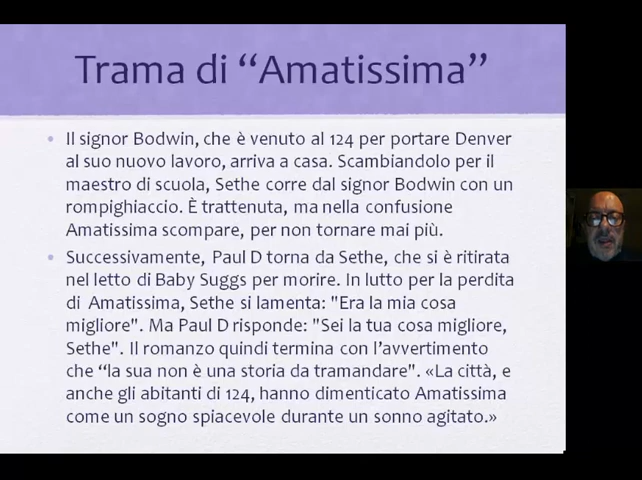 Trama di “Amatissima”
• Il signor Bodwin, che è venuto al 124 per portare Denver
al suo nuovo lavoro, arriva a casa. Scambiandolo per il
maestro di scuola, Sethe corre dal signor Bodwin con un
rompighiaccio. È trattenuta, ma nella confusione
Amatissima scompare, per non tornare mai più.
• Successivamente, Paul D torna da Sethe, che si è ritirata
nel letto di Baby Suggs per morire. In lutto per la perdita
di Amatissima, Sethe si lamenta: "Era la mia cosa
migliore". Ma Paul D risponde: "Sei la tua cosa migliore,
Sethe". Il romanzo quindi termina con l’avvertimento
che “la sua non è una storia da tramandare". «La città, e
anche gli abitanti di 124, hanno dimenticato Amatissima
come un sogno spiacevole durante un sonno agitato.»